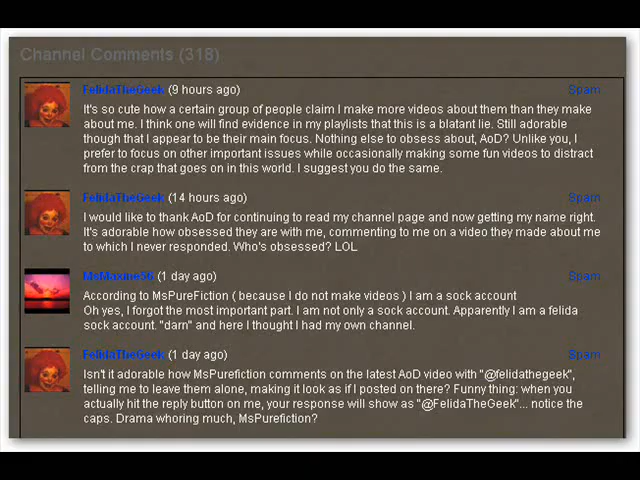 Channel Comments (318)
FelidaTheGeek (9 hours ago) Spam
It's so cute how a certain group of people claim I make more videos about them than they make
about me. I think one will find evidence in my playlists that this is a blatant lie. Still adorable
though that I appear to be their main focus. Nothing else to obsess about, AoD? Unlike you, I
prefer to focus on other important issues while occasionally making some fun videos to distract
from the crap that goes on in this world. I suggest you do the same.
FelidaTheGeek (14 hours ago) Spam
I would like to thank AoD for continuing to read my channel page and now getting my name right.
It's adorable how obsessed they are with me, commenting to me on a video they made about me
to which I never responded. Who's obsessed? LOL
MsMaxine56 (1 day ago) Spam
According to MsPureFiction ( because I do not make videos ) I am a sock account
Oh yes, I forgot the most important part. I am not only a sock account. Apparently I am a felida
sock account. "darn" and here I thought I had my own channel.
FelidaTheGeek (1 day ago) Spam
Isn't it adorable how MsPurefiction comments on the latest AoD video with "@felidathegeek",
telling me to leave them alone, making it look as if I posted on there? Funny thing: when you
actually hit the reply button on me, your response will show as "@FelidaTheGeek"... notice the
caps. Drama whoring much, MsPurefiction?